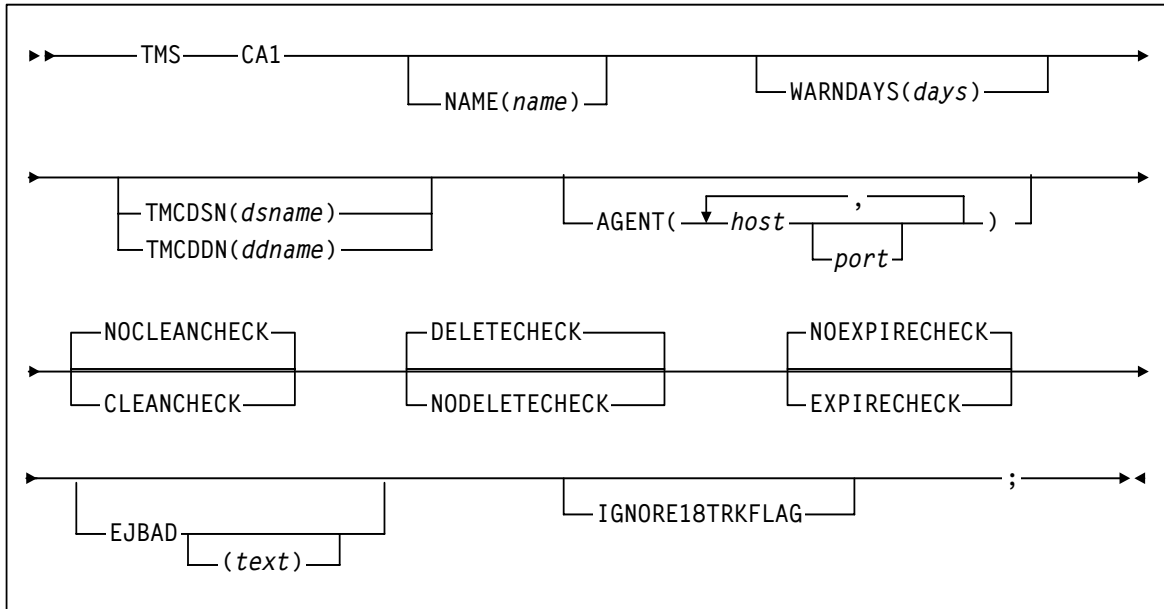 TMS CA1
NAME(name) WARNDAYS(days)
TMCDSN(dsname)
TMCDDN(ddname)
,
AGENT( host )
port
NOCLEANCHECK DELETECHECK NOEXPIRECHECK
CLEANCHECK NODELETECHECK EXPIRECHECK
;
EJBAD IGNORE18TRKFLAG
(text)